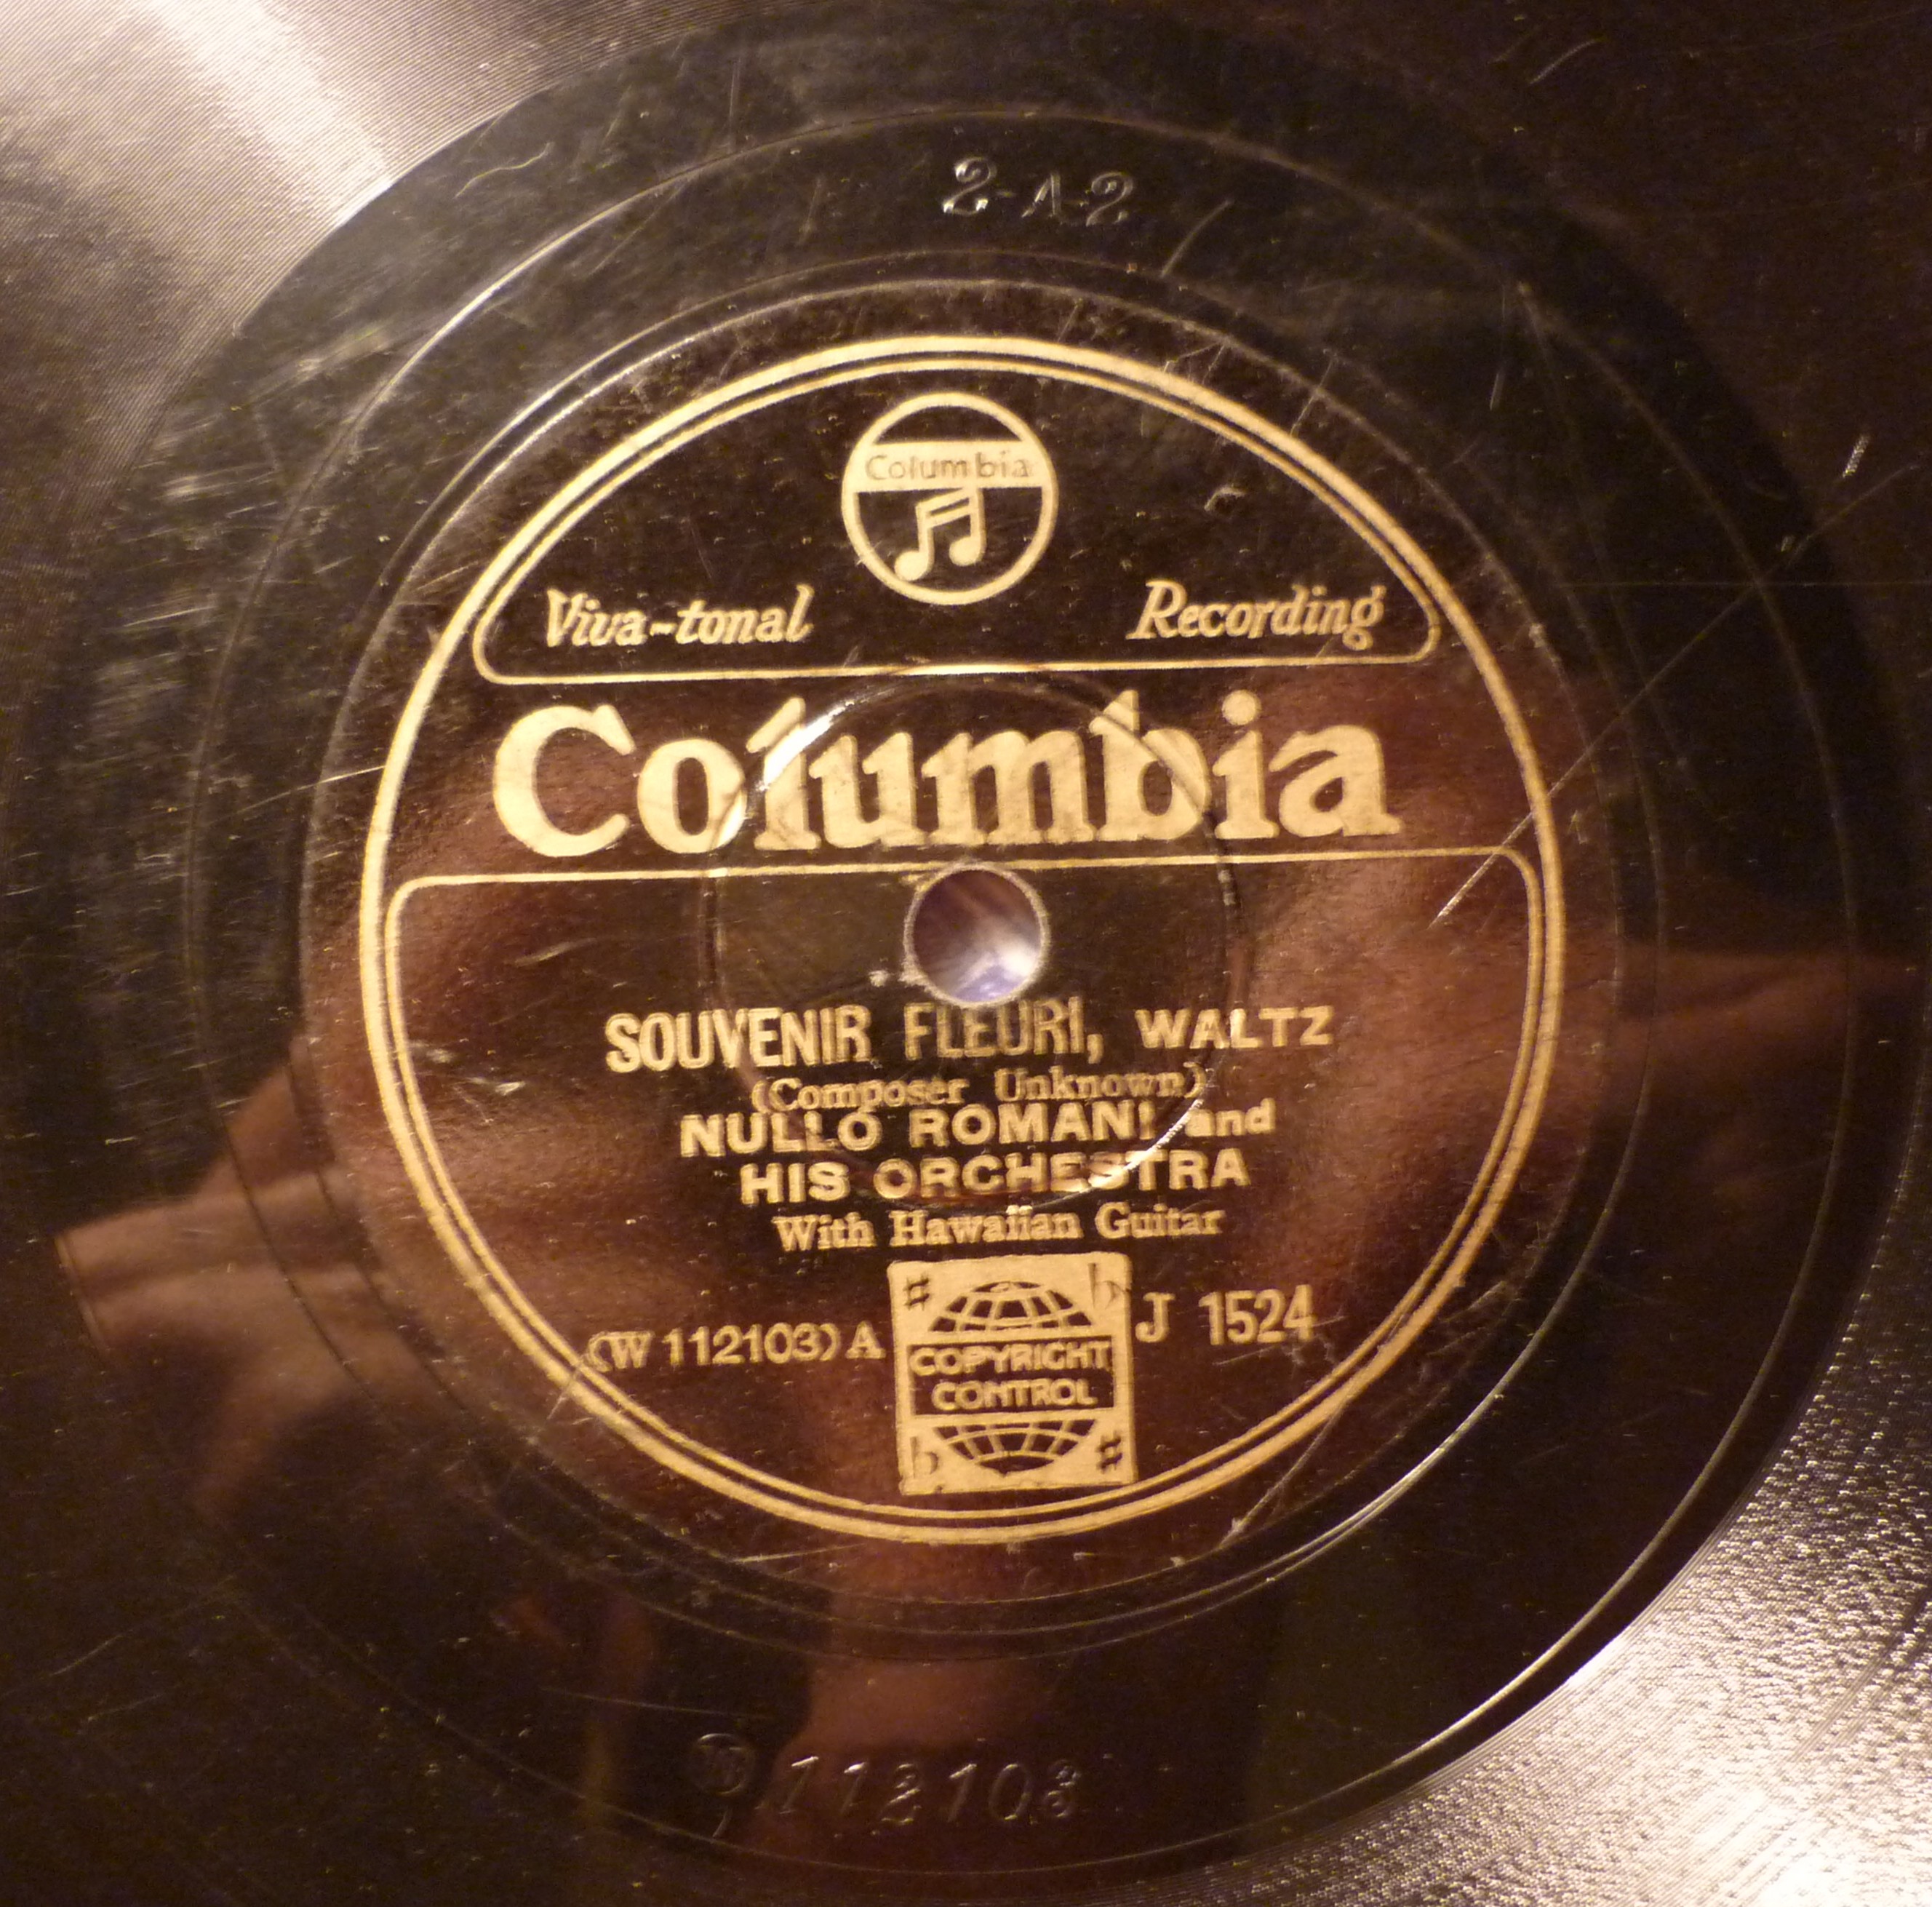 2-A-2
Columbia
Viva-tonal Recording
Columbia
SOUVENIR FLEURI, WALTZ
(Composer Unknown)
NULLO ROMANI and
HIS ORCHESTRA
With Hawaiian Guitar
(W 112103) A J 1524
COPYRIGHT
CONTROL
W 112103